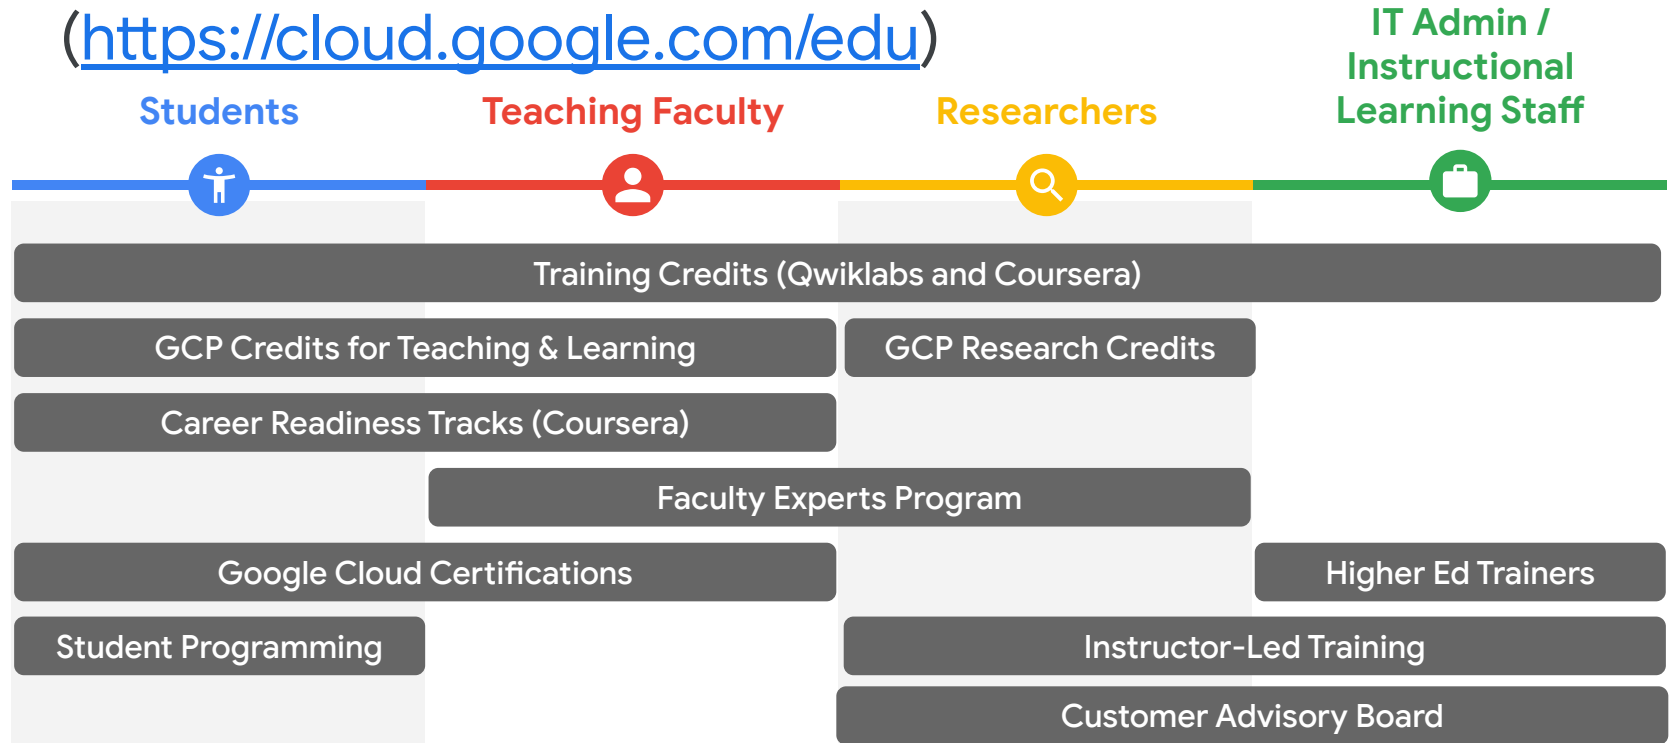 (https://cloud.google.com/edu)
Students
Teaching Faculty
Researchers
IT Admin /
Instructional
Learning Staff
Training Credits (Qwiklabs and Coursera)
GCP Credits for Teaching & Learning
GCP Research Credits
Career Readiness Tracks (Coursera)
Faculty Experts Program
Google Cloud Certifications
Higher Ed Trainers
Student Programming
Instructor-Led Training
Customer Advisory Board